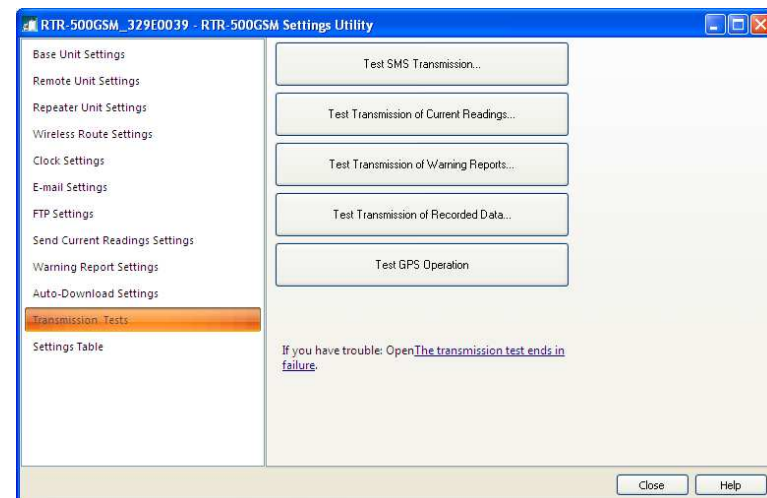 RTR-500GSM_329E0039 - RTR-500GSM Settings Utility
Base Unit Settings
Remote Unit Settings
Repeater Unit Settings
Wireless Route Settings
Clock Settings
E-mail Settings
FTP Settings
Send Current Readings Settings
Warning Report Settings
Auto-Download Settings
Transmission Tests
Settings Table
Test SMS Transmission...
Test Transmission of Current Readings...
Test Transmission of Warning Reports...
Test Transmission of Recorded Data...
Test GPS Operation
If you have trouble: OpenThe transmission test ends in
failure.
Close
Help